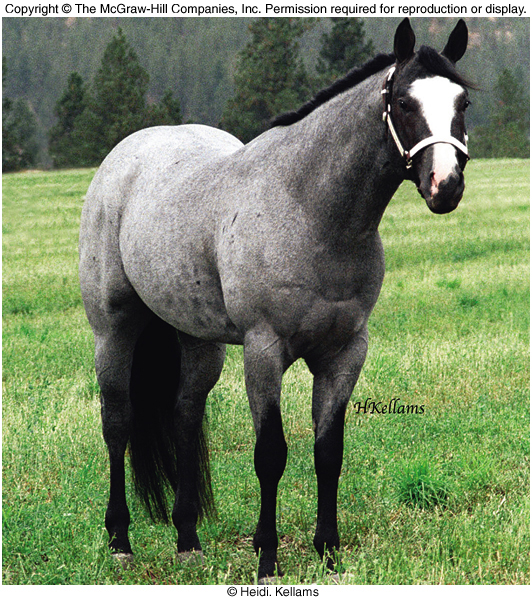 Copyright © The McGraw-Hill Companies, Inc. Permission required for reproduction or display.
HKellams
© Heidi. Kellams